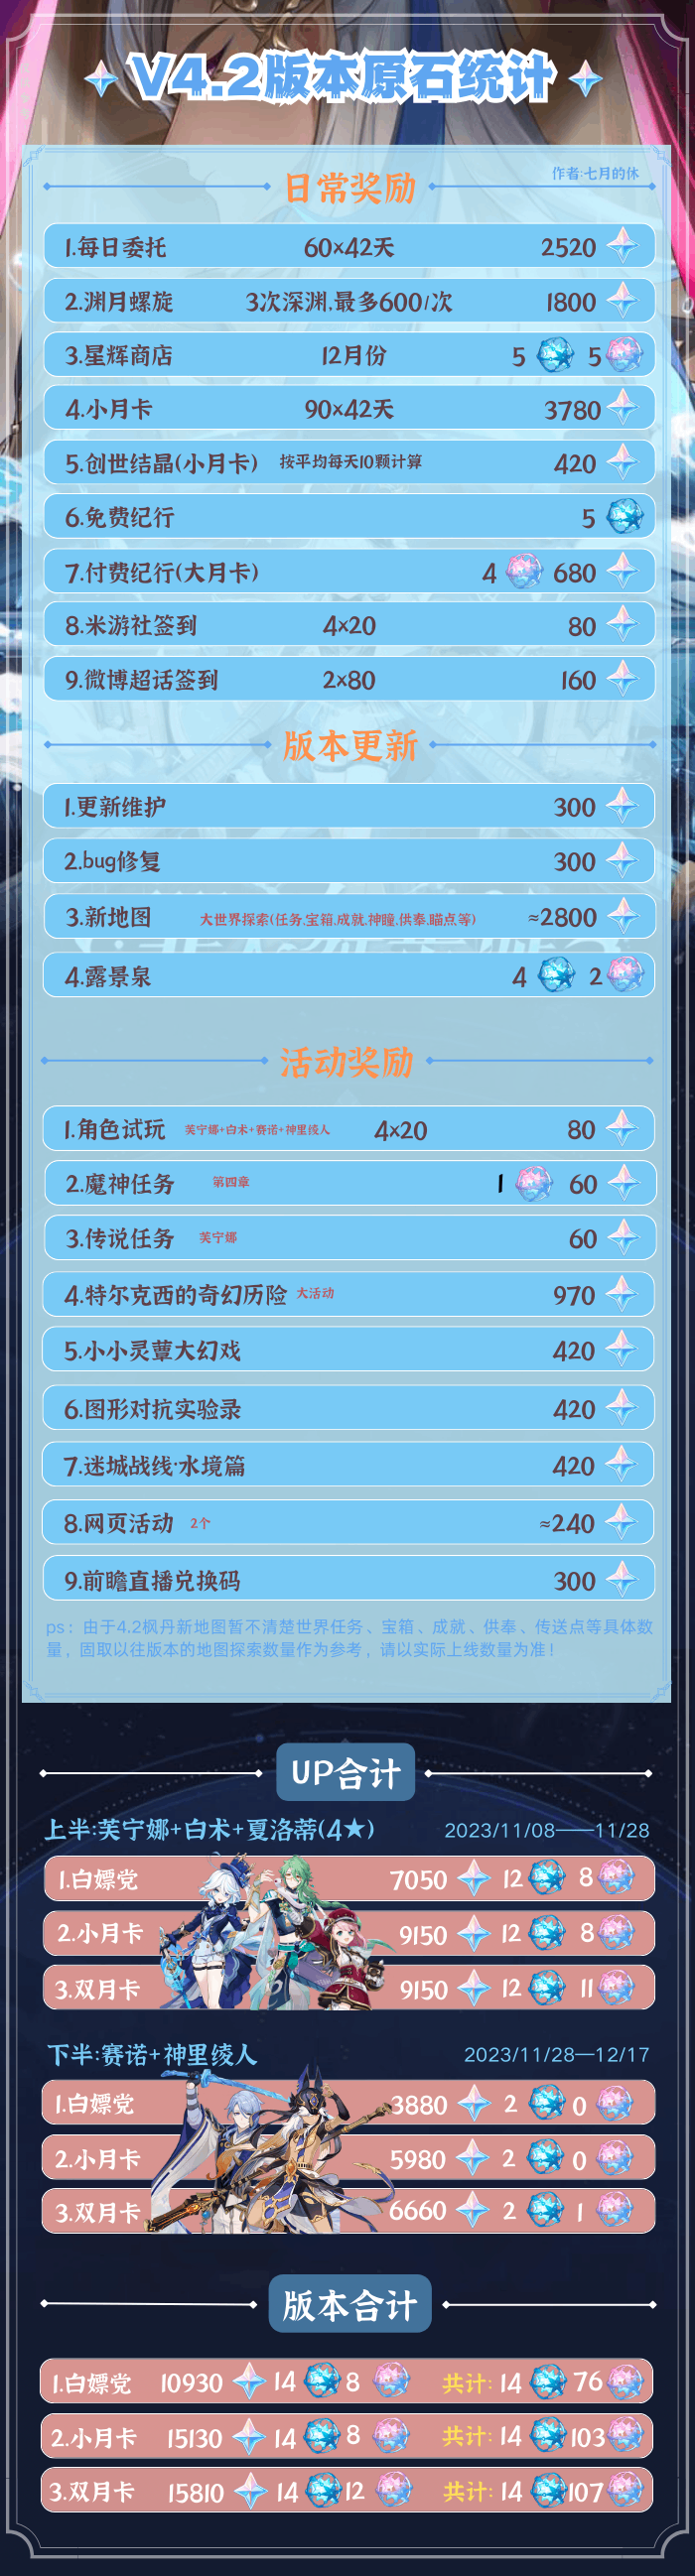 V4.2版本原石统计
作者:七月的休
日常奖励
1.每日委托 60×42天 2520
2.渊月螺旋 3次深渊.最多600/次 1800
3.星辉商店 12月份 5 5
4.小月卡 90×42天 3780
5.创世结晶(小月卡) 按平均每天10颗计算 420
6.免费纪行 5
7.付费纪行(大月卡) 4 680
8.米游社签到 4×20 80
9.微博超话签到 2×80 160
版本更新
1.更新维护 300
2.bug修复 300
3.新地图 大世界探索(任务.宝箱.成就.神瞳.供奉.瞄点等) ≈2800
4.露景泉 4 2
活动奖励
1.角色试玩 芙宁娜+白术+赛诺+神里绫人 4×20 80
2.魔神任务 第四章 1 60
3.传说任务 芙宁娜 60
4.特尔克西的奇幻历险 大活动 970
5.小小灵蕈大幻戏 420
6.图形对抗实验录 420
7.迷城战线·水境篇 420
8.网页活动 2个 ≈240
9.前瞻直播兑换码 300
ps：由于4.2枫丹新地图暂不清楚世界任务、宝箱、成就、供奉、传送点等具体数
量，固取以往版本的地图探索数量作为参考，请以实际上线数量为准！
UP合计
上半:芙宁娜+白术+夏洛蒂(4★) 2023/11/08——11/28
1.白嫖党 7050 12 8
2.小月卡 9150 12 8
3.双月卡 9150 12 11
下半:赛诺+神里绫人 2023/11/28—12/17
1.白嫖党 3880 2 0
2.小月卡 5980 2 0
3.双月卡 6660 2 1
版本合计
1.白嫖党 10930 14 8 共计: 14 76
2.小月卡 15130 14 8 共计: 14 103
3.双月卡 15810 14 12 共计: 14 107